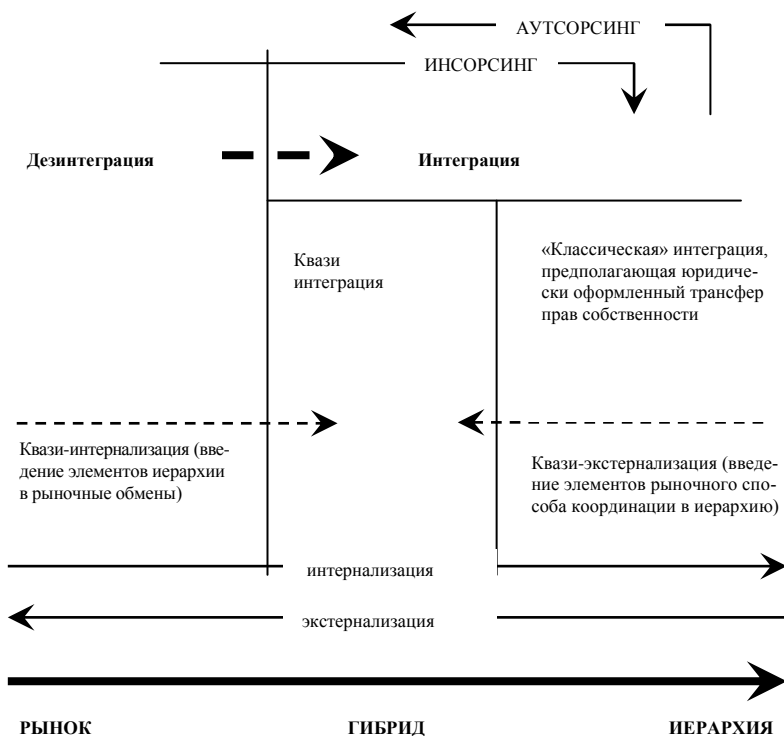 АУТСОРСИНГ
ИНСОРСИНГ
Дезинтеграция
Интеграция
Квази
интеграция
«Классическая» интеграция,
предполагающая юридиче-
ски оформленный трансфер
прав собственности
Квази-интернализация (вве-
дение элементов иерархии
в рыночные обмены)
Квази-экстернализация (введе-
ние элементов рыночного спо-
соба координации в иерархию)
интернализация
экстернализация
РЫНОК
ГИБРИД
ИЕРАРХИЯ